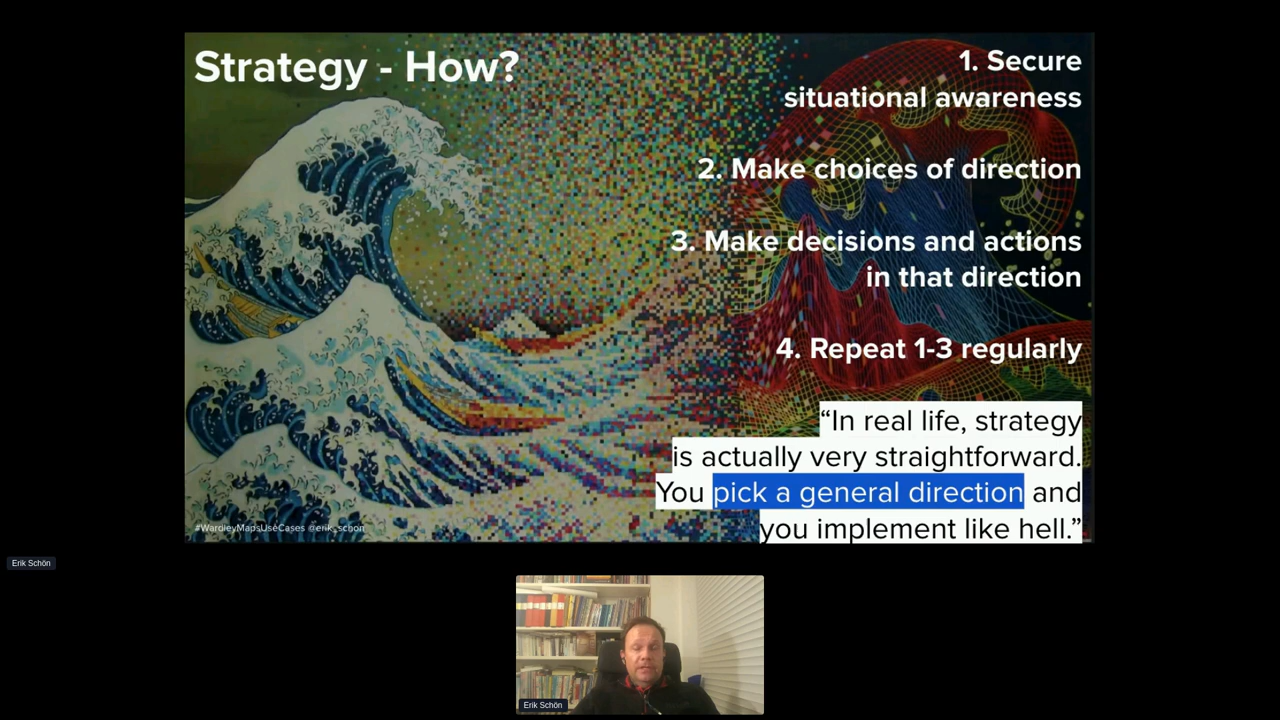 Strategy - How?
1. Secure
situational awareness
2. Make choices of direction
3. Make decisions and actions
in that direction
4. Repeat 1-3 regularly
“In real life, strategy
is actually very straightforward.
You pick a general direction and
you implement like hell.”
#WardleyMapsUseCases @erik_schon
Erik Schön
Erik Schön